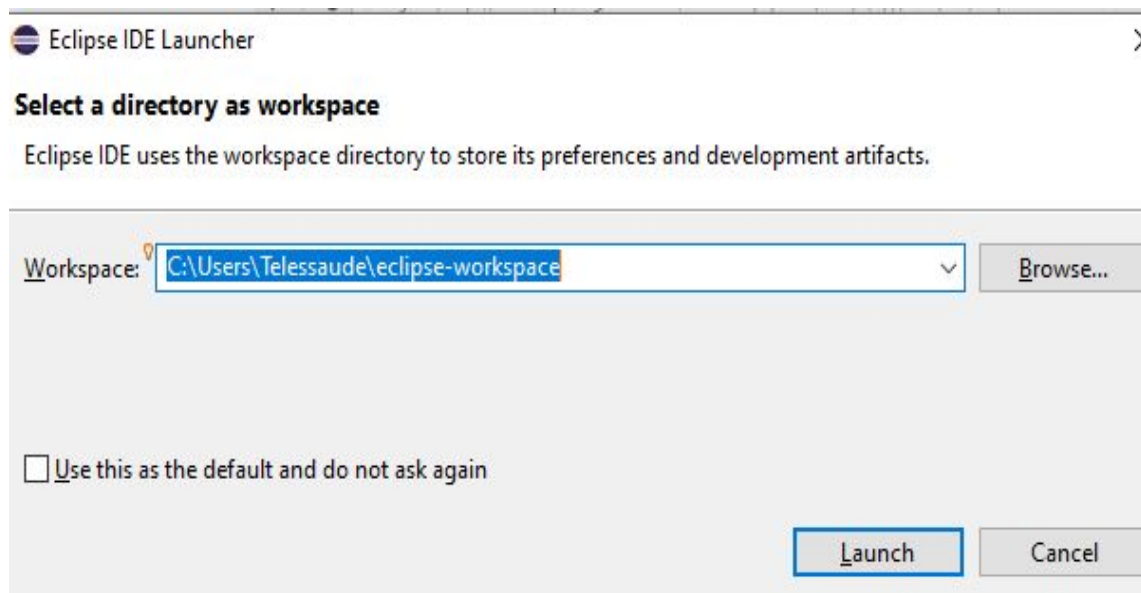 Eclipse IDE Launcher
Select a directory as workspace
Eclipse IDE uses the workspace directory to store its preferences and development artifacts.
Workspace: C:\Users\Telessaude\eclipse-workspace Browse...
Use this as the default and do not ask again
Launch Cancel